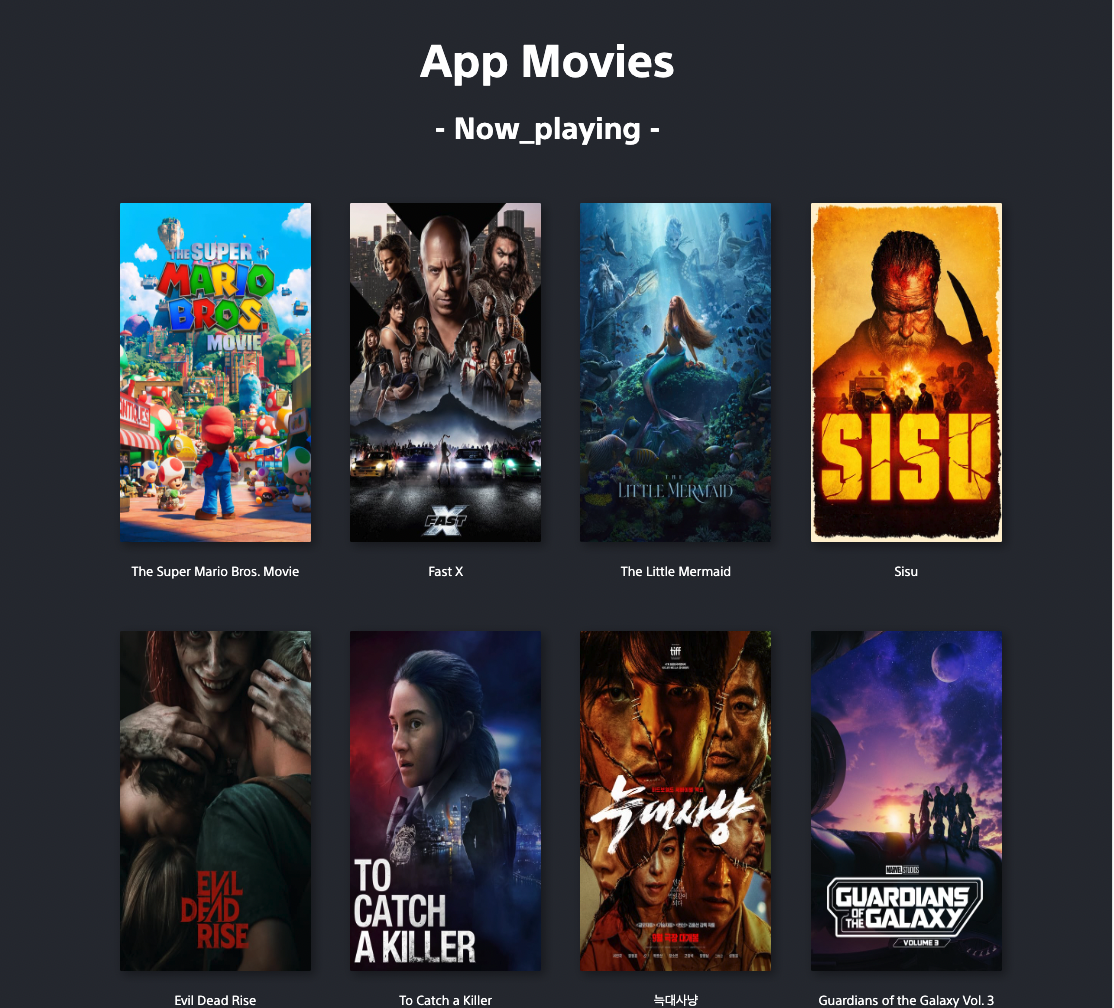 App Movies
- Now_playing -
THE SUPER
MARIO
BROS.
MOVIE
FAST X
THE
LITTLE MERMAID
SISU
The Super Mario Bros. Movie
Fast X
The Little Mermaid
Sisu
EVIL
DEAD
RISE
TO
CATCH
A KILLER
tiff
늑대사냥
MARVEL STUDIOS
GUARDIANS
OF THE GALAXY
VOLUME 3
Evil Dead Rise
To Catch a Killer
늑대사냥
Guardians of the Galaxy Vol. 3